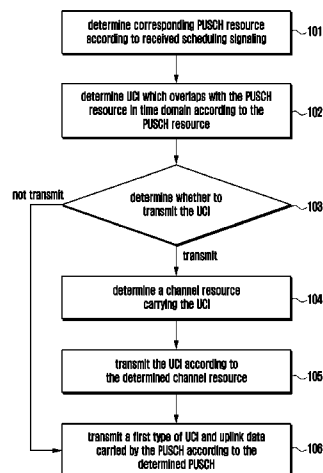 determine corresponding PUSCH resource
according to received scheduling signaling
101
determine UCI which overlaps with the PUSCH
resource in time domain according to the
PUSCH resource
102
not transmit
determine whether to
transmit the UCI
103
transmit
determine a channel resource
carrying the UCI
104
transmit the UCI according to
the determined channel resource
105
transmit a first type of UCI and uplink data
carried by the PUSCH according to the
determined PUSCH
106